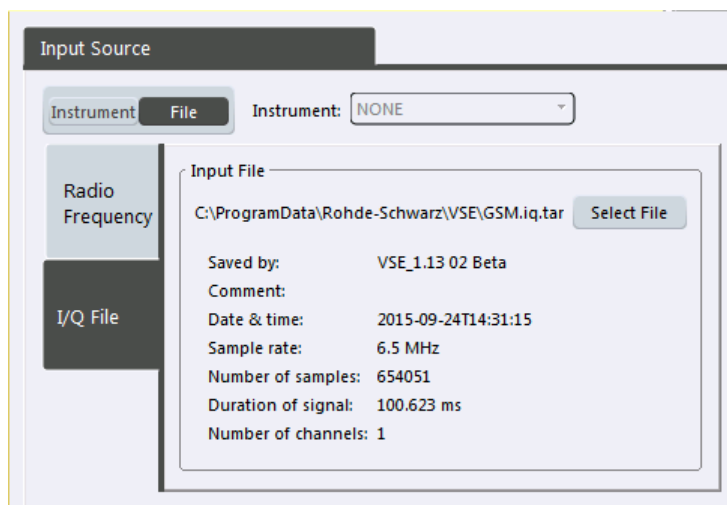 Input Source
Instrument File Instrument: NONE
Radio
Frequency
I/Q File
Input File
C:\ProgramData\Rohde-Schwarz\VSE\GSM.iq.tar Select File
Saved by: VSE_1.13 02 Beta
Comment:
Date & time: 2015-09-24T14:31:15
Sample rate: 6.5 MHz
Number of samples: 654051
Duration of signal: 100.623 ms
Number of channels: 1